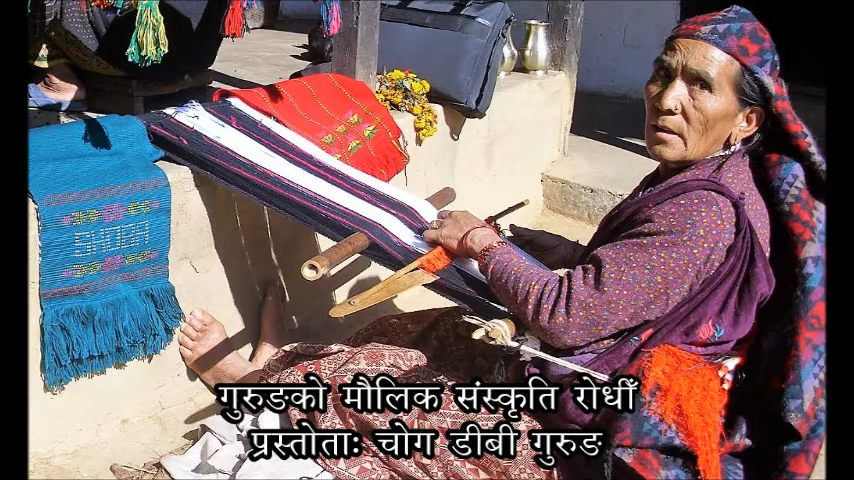 गुरुङको मौलिक संस्कृति रोधीँ
प्रस्तोताः चोग डीबी गुरुङ